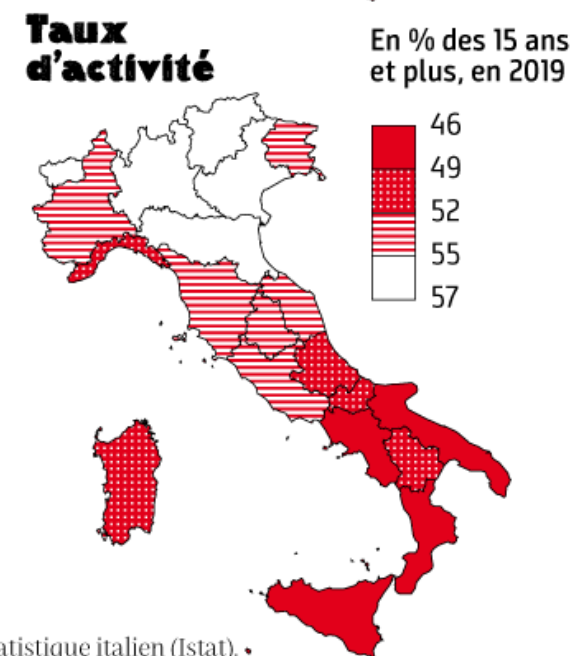 Taux
d'activité
En % des 15 ans
et plus, en 2019
46
49
52
55
57
atistique italien (Istat).